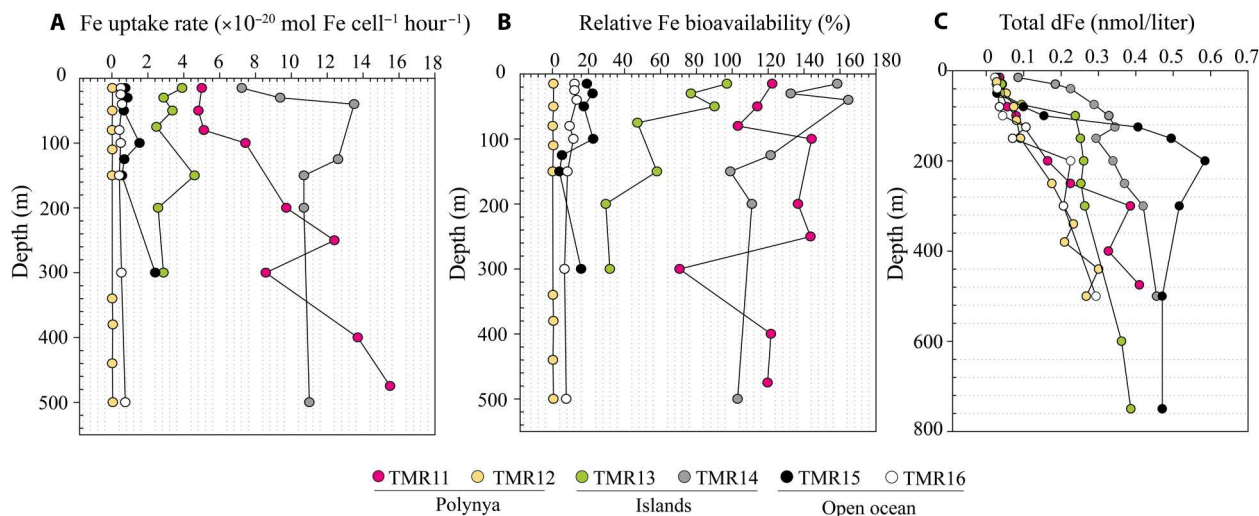 A Fe uptake rate (×10⁻²⁰ mol Fe cell⁻¹ hour⁻¹)
0 2 4 6 8 10 12 14 16 18
0
100
200
300
400
500
Depth (m)
B Relative Fe bioavailability (%)
0 20 40 60 80 100 120 140 160 180
0
100
200
300
400
500
Depth (m)
C Total dFe (nmol/liter)
0 0.1 0.2 0.3 0.4 0.5 0.6 0.7
0
200
400
600
800
Depth (m)
TMR11 TMR12 TMR13 TMR14 TMR15 TMR16
Polynya Islands Open ocean